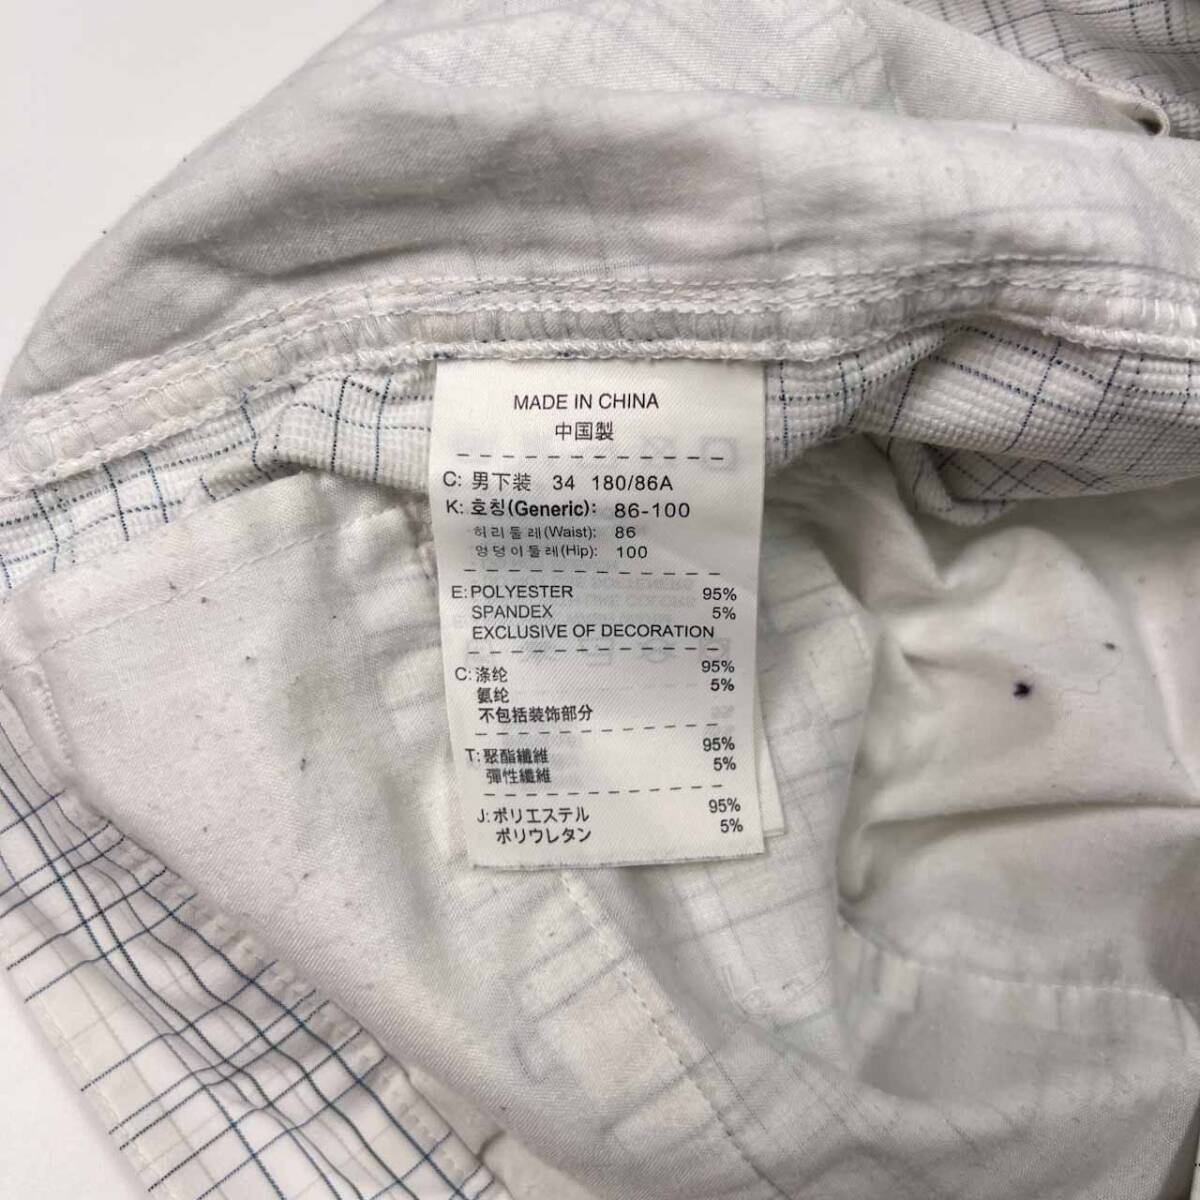 MADE IN CHINA
中国製
C: 男下装 34 180/86A
K: 호칭(Generic): 86-100
허리둘레(Waist): 86
엉덩이둘레(Hip): 100
E: POLYESTER 95%
SPANDEX 5%
EXCLUSIVE OF DECORATION
C: 涤纶 95%
氨纶 5%
不包括装饰部分
T: 聚酯纖維 95%
彈性纖維 5%
J: ポリエステル 95%
ポリウレタン 5%